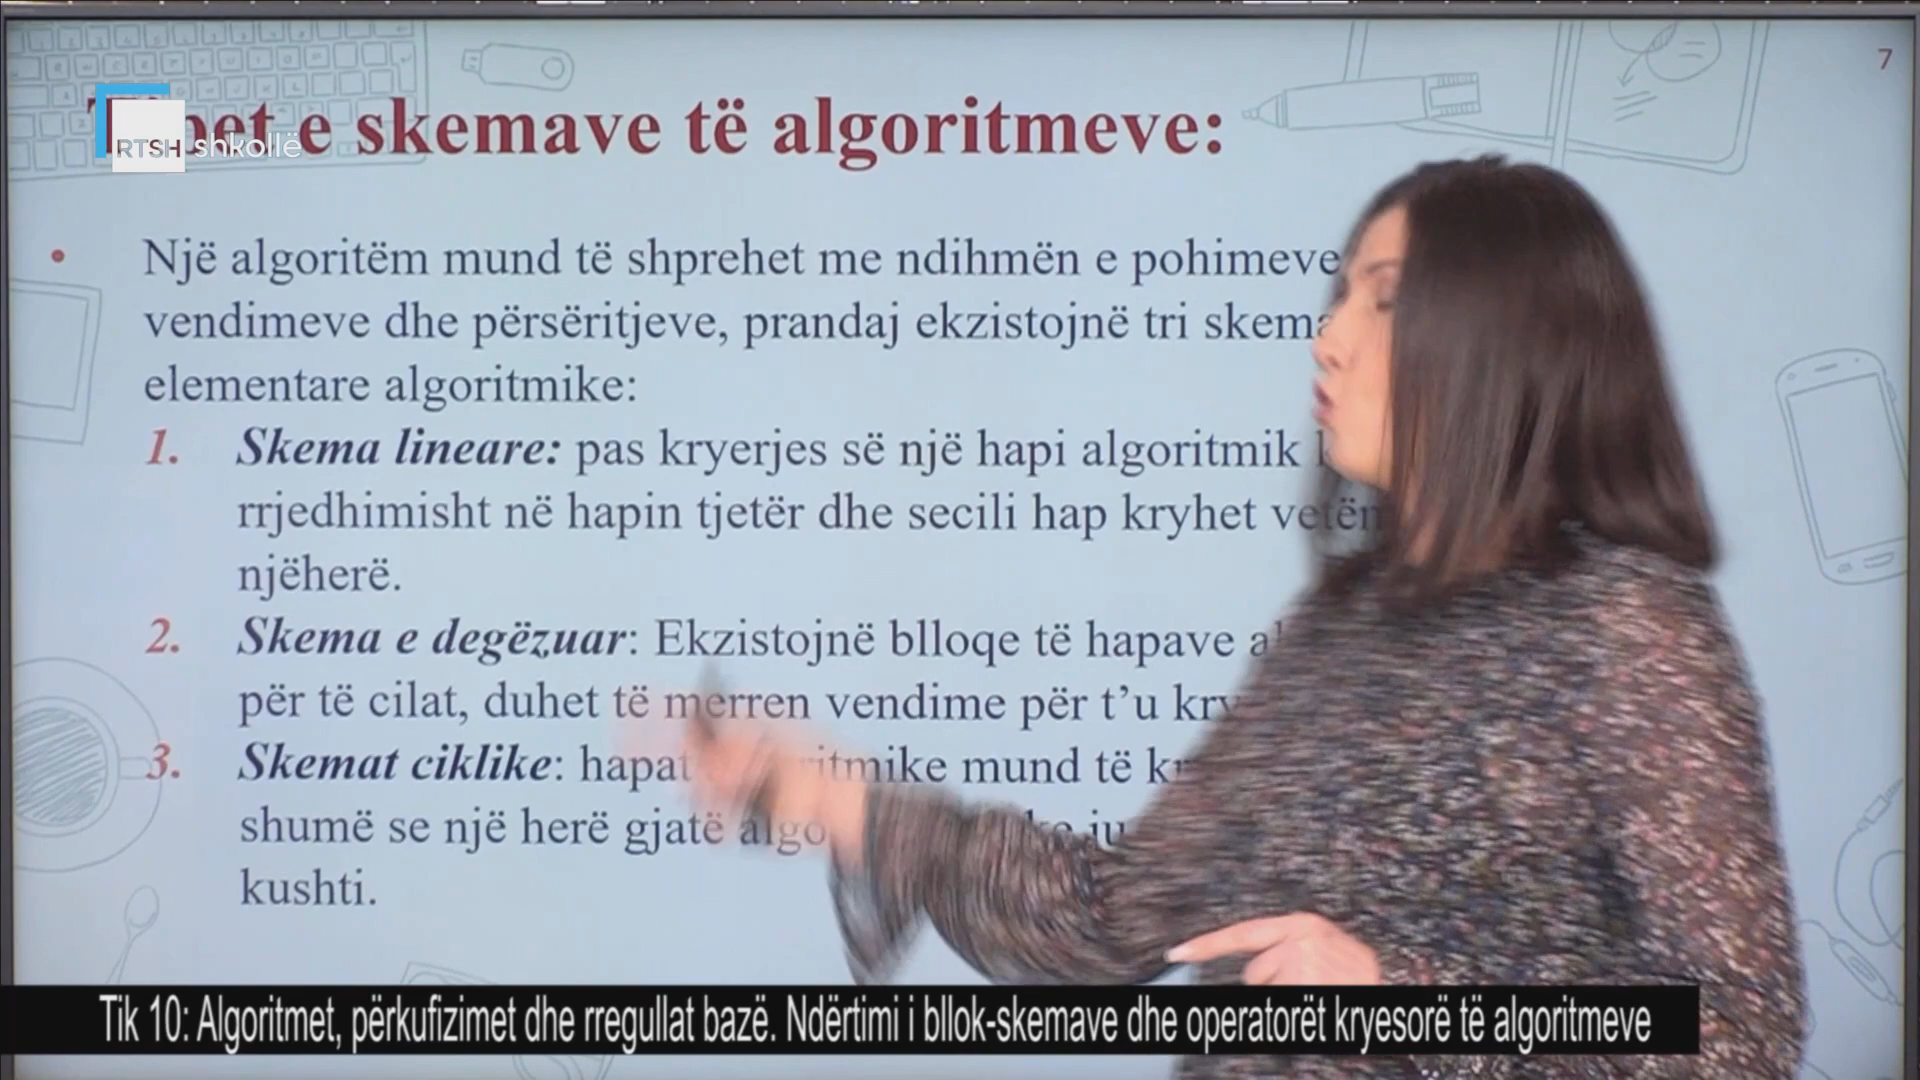 7
e skemave të algoritmeve:
RTSH shkollë
• Një algoritëm mund të shprehet me ndihmën e pohimeve
vendimeve dhe përsëritjeve, prandaj ekzistojnë tri
elementare algoritmike:
1. Skema lineare: pas kryerjes së një hapi algoritmik
rrjedhimisht në hapin tjetër dhe secili hap kryhet
njëherë.
2. Skema e degëzuar: Ekzistojnë blloqe të hapave
për të cilat, duhet të merren vendime për t’u
3. Skemat ciklike: hapat mund të
shumë se një herë gjatë
kushti.
Tik 10: Algoritmet, përkufizimet dhe rregullat bazë. Ndërtimi i bllok-skemave dhe operatorët kryesorë të algoritmeve